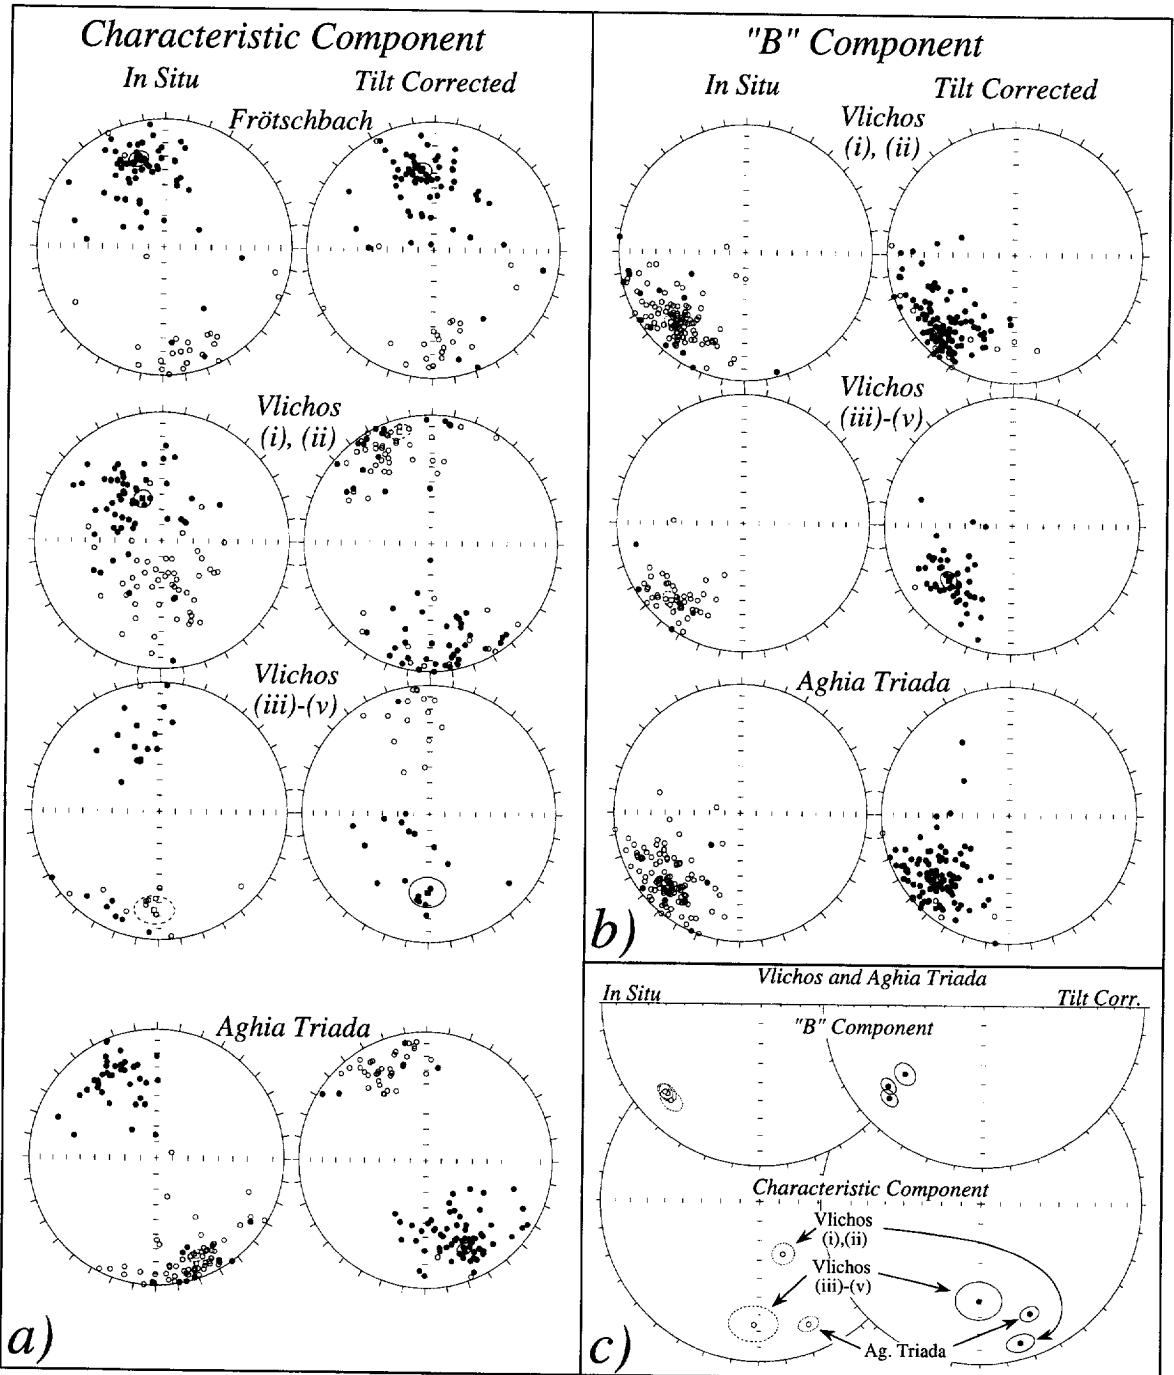 Characteristic Component
In Situ
Tilt Corrected
Frötschbach
Vlichos
(i), (ii)
Vlichos
(iii)-(v)
Aghia Triada
a)
"B" Component
In Situ
Tilt Corrected
Vlichos
(i), (ii)
Vlichos
(iii)-(v)
Aghia Triada
b)
Vlichos and Aghia Triada
In Situ
Tilt Corr.
"B" Component
Characteristic Component
Vlichos
(i),(ii)
Vlichos
(iii)-(v)
Ag. Triada
c)